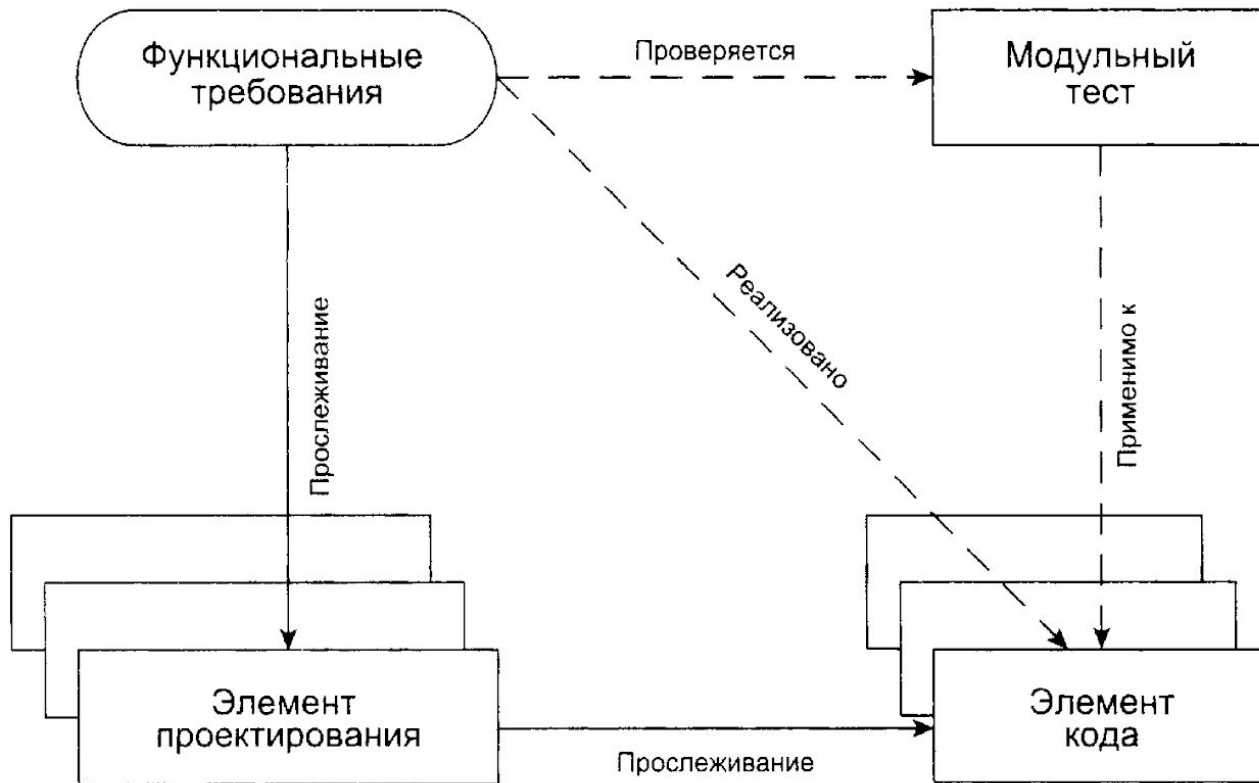 Функциональные
требования
Проверяется
Модульный
тест
Прослеживание
Реализовано
Применимо к
Элемент
проектирования
Прослеживание
Элемент
кода